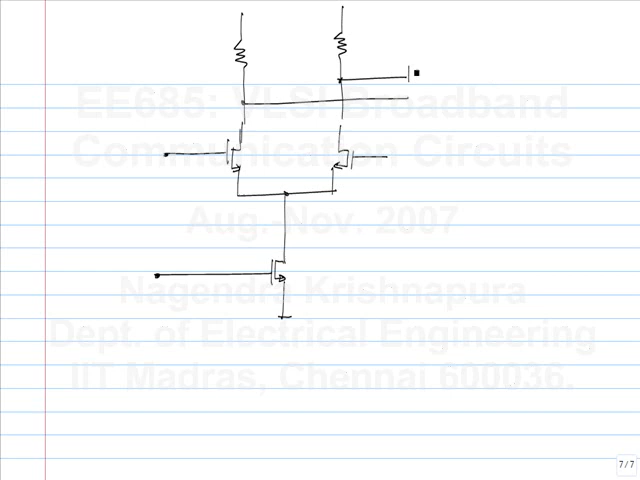 EE685: VLSI Broadband
Communication Circuits
Aug.-Nov. 2007
Nagendra Krishnapura
Dept. of Electrical Engineering
IIT Madras, Chennai 600036.
7/7